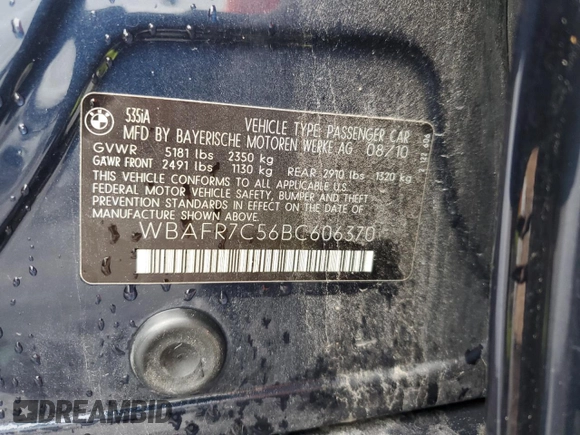 BMW
535iA VEHICLE TYPE: PASSENGER CAR
MFD BY BAYERISCHE MOTOREN WERKE AG 08/10
GVWR 5181 lbs 2350 kg
GAWR FRONT 2491 lbs 1130 kg REAR 2910 lbs 1320 kg
THIS VEHICLE CONFORMS TO ALL APPLICABLE U.S.
FEDERAL MOTOR VEHICLE SAFETY, BUMPER AND THEFT
PREVENTION STANDARDS IN EFFECT ON THE DATE OF
MANUFACTURE SHOWN ABOVE.
WBAFR7C56BC606370
DREAMBID